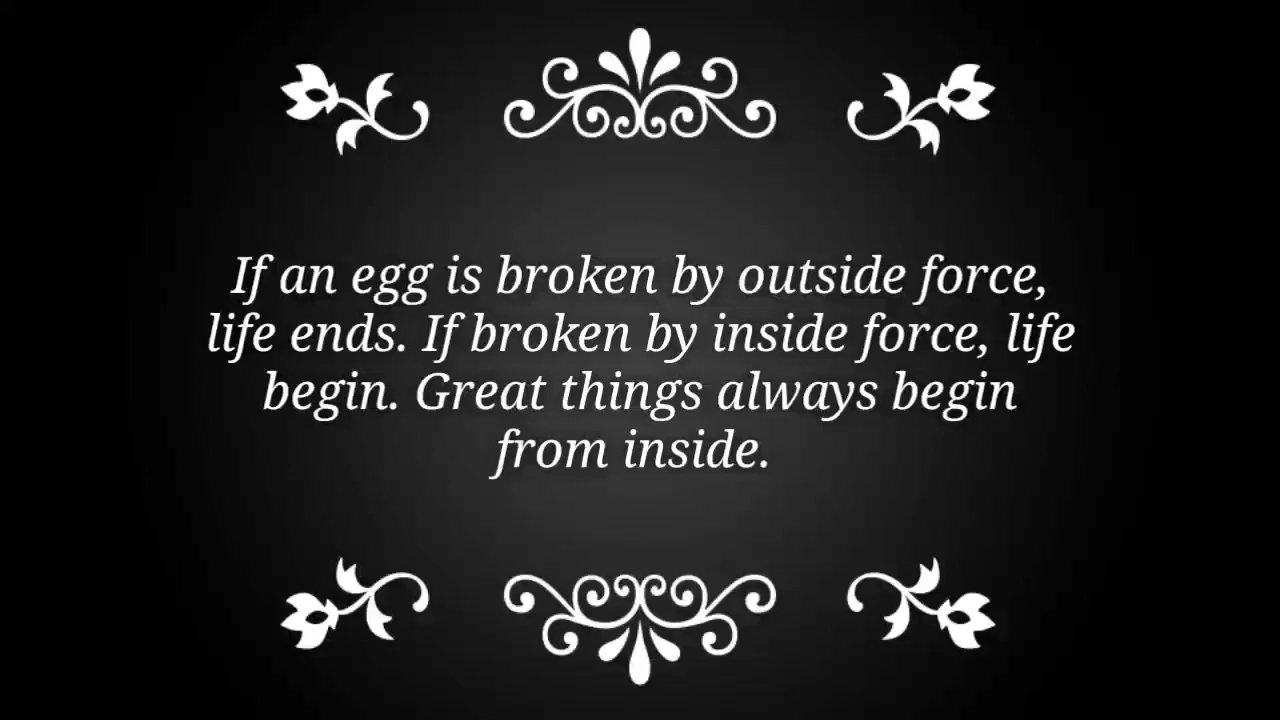 If an egg is broken by outside force,
life ends. If broken by inside force, life
begin. Great things always begin
from inside.